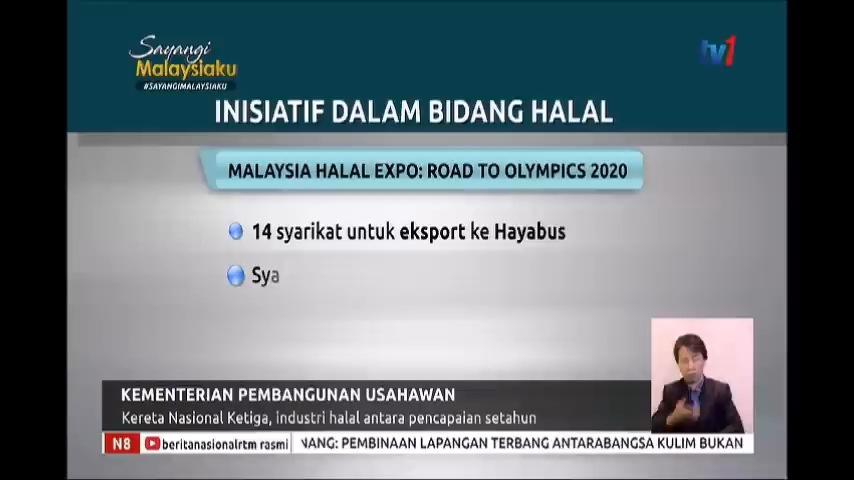 Sayangi
Malaysiaku
#SAYANGIMALAYSIAKU
tv1
INISIATIF DALAM BIDANG HALAL
MALAYSIA HALAL EXPO: ROAD TO OLYMPICS 2020
14 syarikat untuk eksport ke Hayabus
Sya
KEMENTERIAN PEMBANGUNAN USAHAWAN
Kereta Nasional Ketiga, industri halal antara pencapaian setahun
N8 beritanasionalrtm rasmi NANG: PEMBINAAN LAPANGAN TERBANG ANTARABANGSA KULIM BUKAN